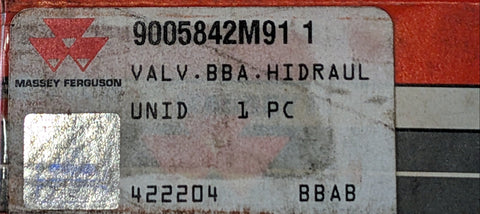 9005842M91 1
MASSEY FERGUSON
VALV.BBA.HIDRAUL
UNID 1 PC
422204 BBAB